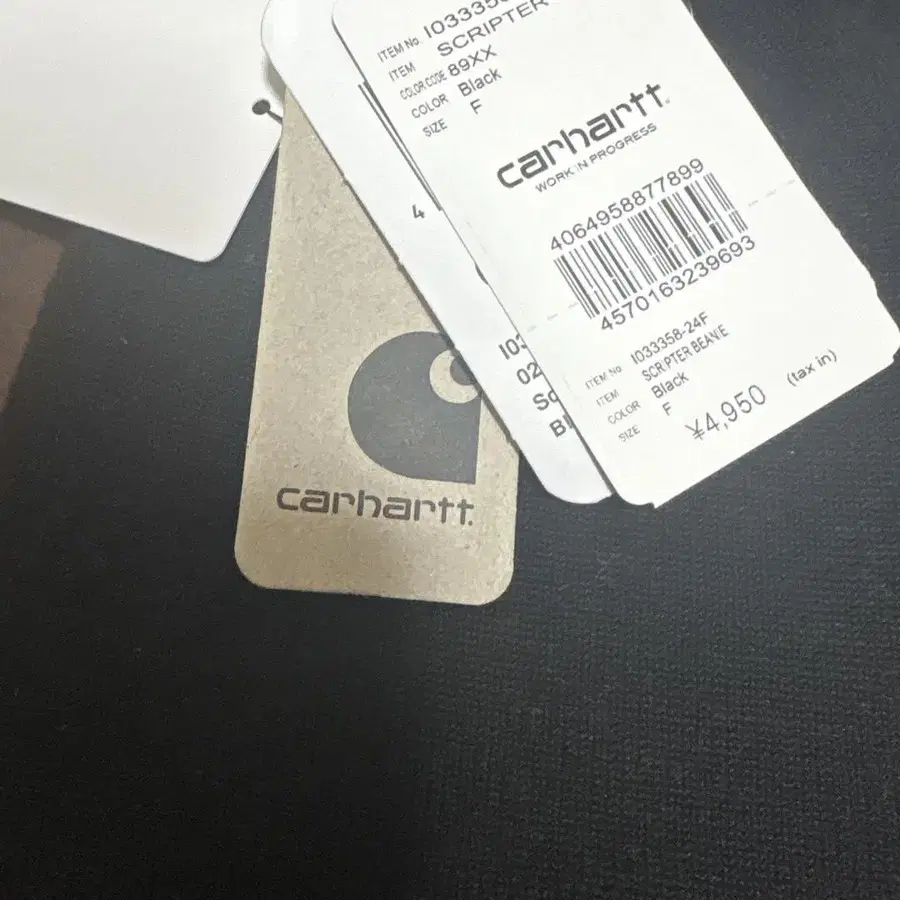 ITEM No. I033358
ITEM SCRIPTER
COLOR CODE 89XX
COLOR Black
SIZE F
carhartt.
WORK IN PROGRESS
4064958877899
4570163239693
ITEM No I033358-24F
ITEM SCRIPTER BEANIE
COLOR Black
SIZE F
¥4,950 (tax in)
4
I03
02
Sc
Bl
carhartt.